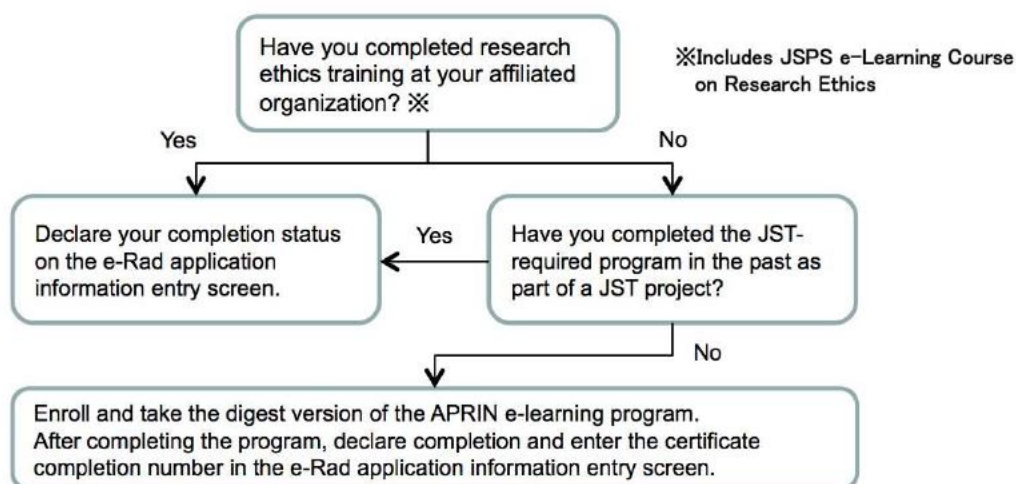 Have you completed research
ethics training at your affiliated
organization? ※
※Includes JSPS e-Learning Course
on Research Ethics
Yes
No
Declare your completion status
on the e-Rad application
information entry screen.
Yes
Have you completed the JST-
required program in the past as
part of a JST project?
No
Enroll and take the digest version of the APRIN e-learning program.
After completing the program, declare completion and enter the certificate
completion number in the e-Rad application information entry screen.